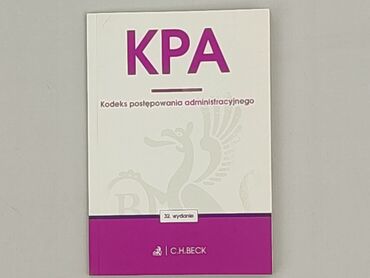 KPA
Kodeks postępowania administracyjnego
32. wydanie
C.H.BECK